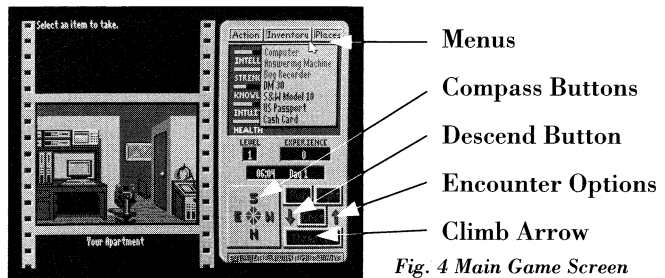 Select an item to take.
Action Inventory Places
Computer
Answering Machine
Bug Recorder
DM 30
S&W Model 10
US Passport
Cash Card
INTELL
STRENG
KNOWL
INTUI
HEALTH
LEVEL EXPERIENCE
1 0
06:04 Day 1
S
E W
N
Your Apartment
Menus
Compass Buttons
Descend Button
Encounter Options
Climb Arrow
Fig. 4 Main Game Screen